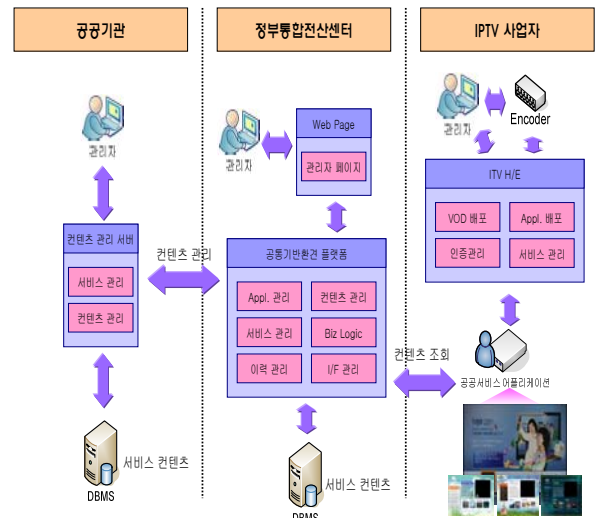 공공기관
정부통합전산센터
IPTV 사업자
관리자
컨텐츠 관리 서버
서비스 관리
컨텐츠 관리
서비스 컨텐츠
DBMS
컨텐츠 관리
관리자
Web Page
관리자 페이지
공통기반환경 플랫폼
Appl. 관리
컨텐츠 관리
서비스 관리
Biz Logic
이력 관리
I/F 관리
서비스 컨텐츠
DBMS
컨텐츠 조회
관리자
Encoder
ITV H/E
VOD 배포
Appl. 배포
인증관리
서비스 관리
공공서비스 어플리케이션